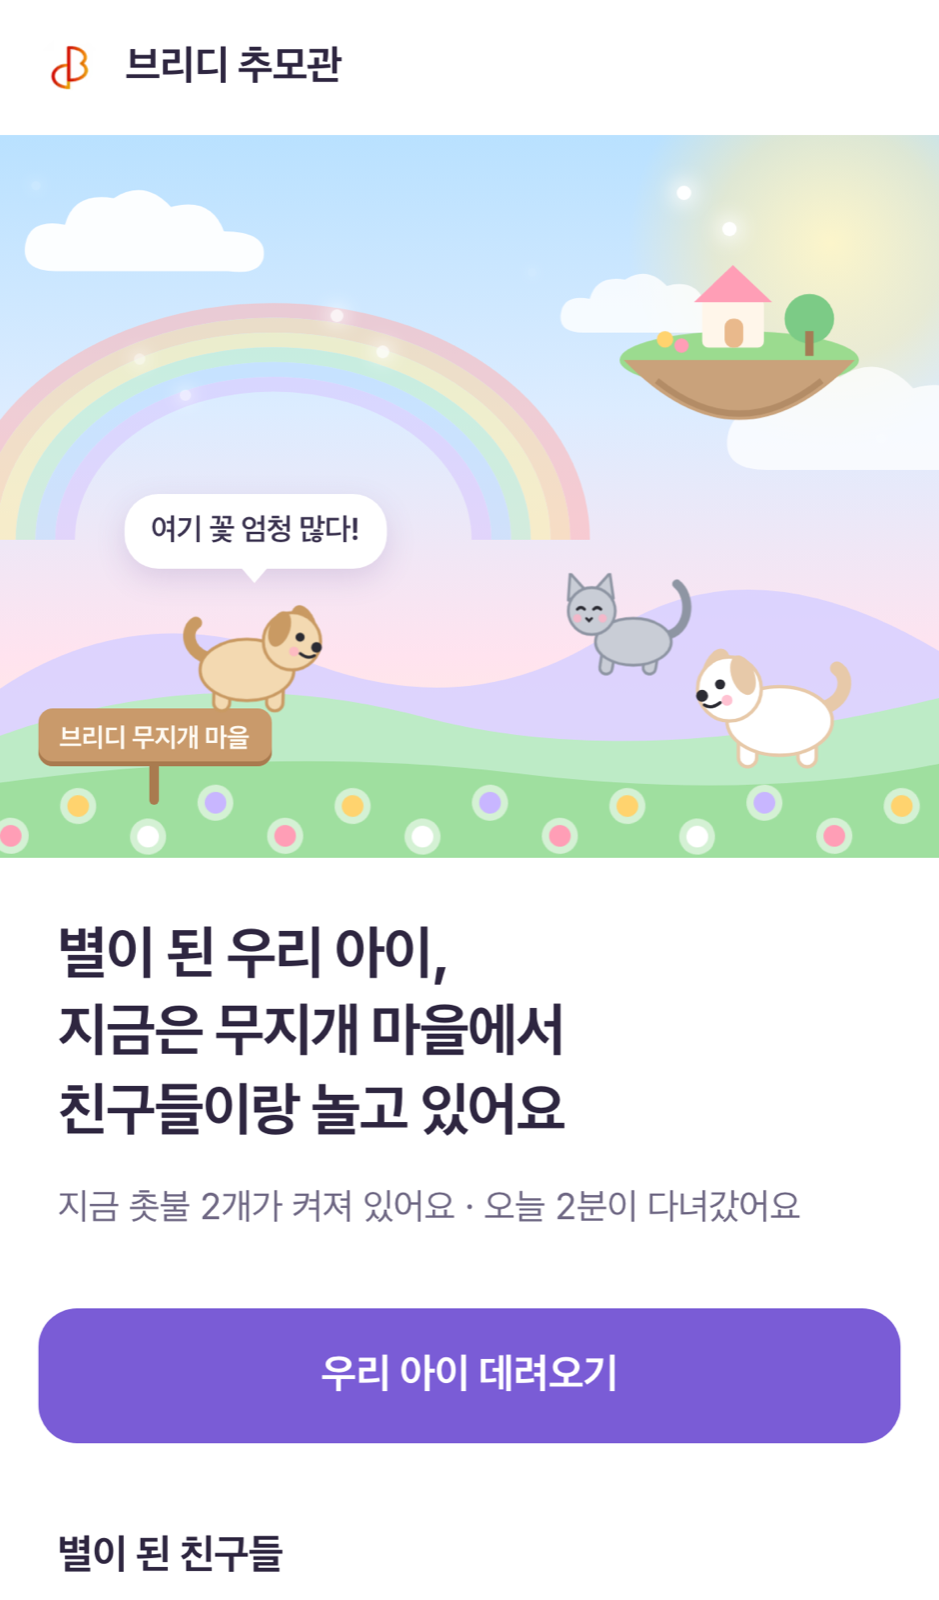 브리디 추모관
여기 꽃 엄청 많다!
브리디 무지개 마을
별이 된 우리 아이,
지금은 무지개 마을에서
친구들이랑 놀고 있어요
지금 촛불 2개가 켜져 있어요 · 오늘 2분이 다녀갔어요
우리 아이 데려오기
별이 된 친구들